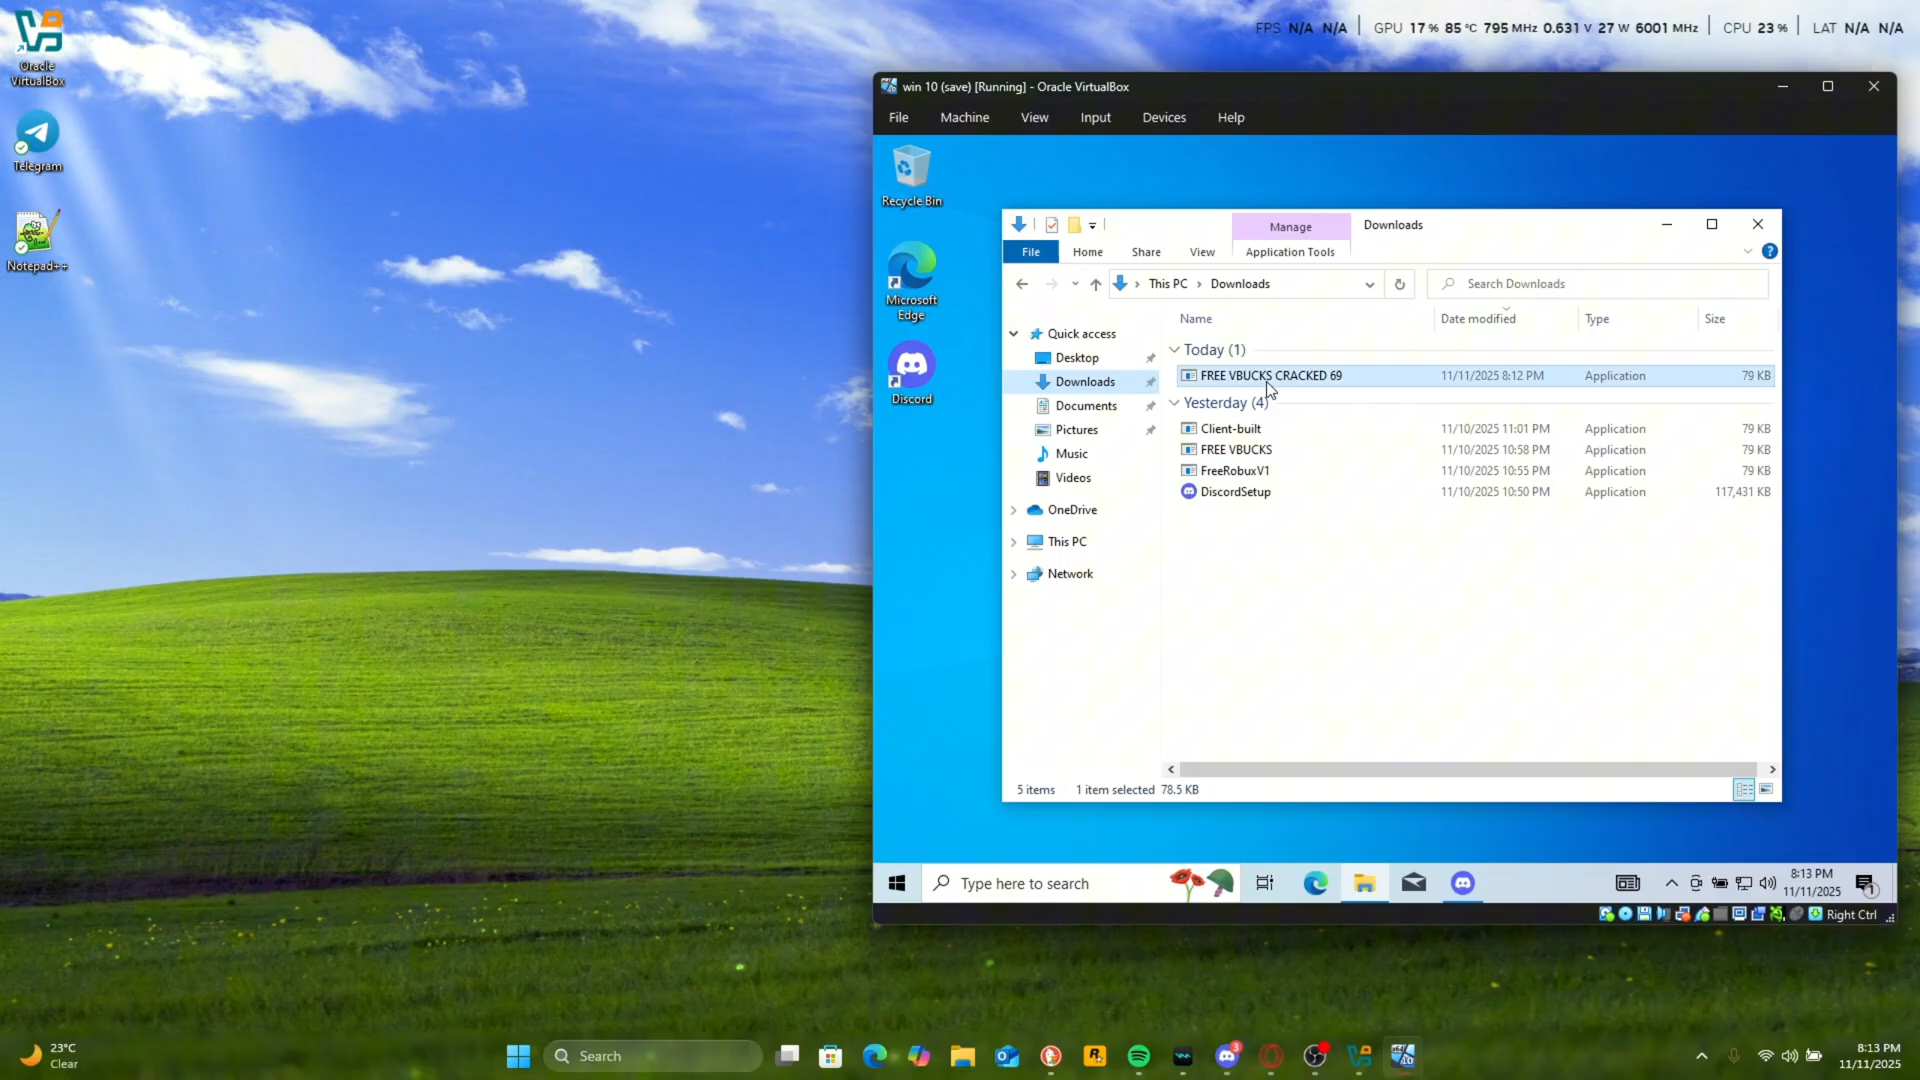 FPS N/A N/A | GPU 17 % 85 °C 795 MHz 0.631 V 27 W 6001 MHz | CPU 23 % | LAT N/A N/A
Oracle
VirtualBox
Telegram
Notepad++
win 10 (save) [Running] - Oracle VirtualBox
File Machine View Input Devices Help
Recycle Bin
Microsoft
Edge
Discord
Manage Downloads
File Home Share View Application Tools
This PC > Downloads
Search Downloads
Name Date modified Type Size
Quick access
Desktop
Downloads
Documents
Pictures
Music
Videos
OneDrive
This PC
Network
Today (1)
FREE VBUCKS CRACKED 69 11/11/2025 8:12 PM Application 79 KB
Yesterday (4)
Client-built 11/10/2025 11:01 PM Application 79 KB
FREE VBUCKS 11/10/2025 10:58 PM Application 79 KB
FreeRobuxV1 11/10/2025 10:55 PM Application 79 KB
DiscordSetup 11/10/2025 10:50 PM Application 117,431 KB
5 items 1 item selected 78.5 KB
Type here to search
8:13 PM
11/11/2025
1
Right Ctrl
23°C
Clear
Search
3
8:13 PM
11/11/2025